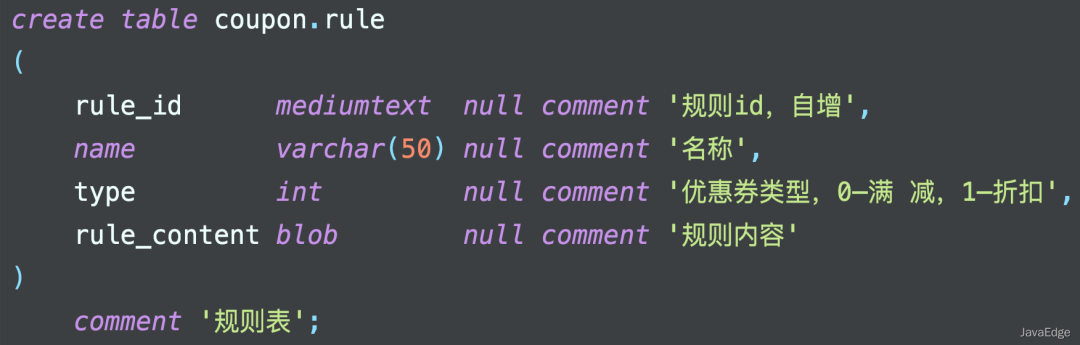 create table coupon.rule
(
    rule_id      mediumtext  null comment '规则id，自增',
    name         varchar(50) null comment '名称',
    type         int         null comment '优惠券类型，0—满 减，1—折扣',
    rule_content blob        null comment '规则内容'
)
    comment '规则表';
JavaEdge